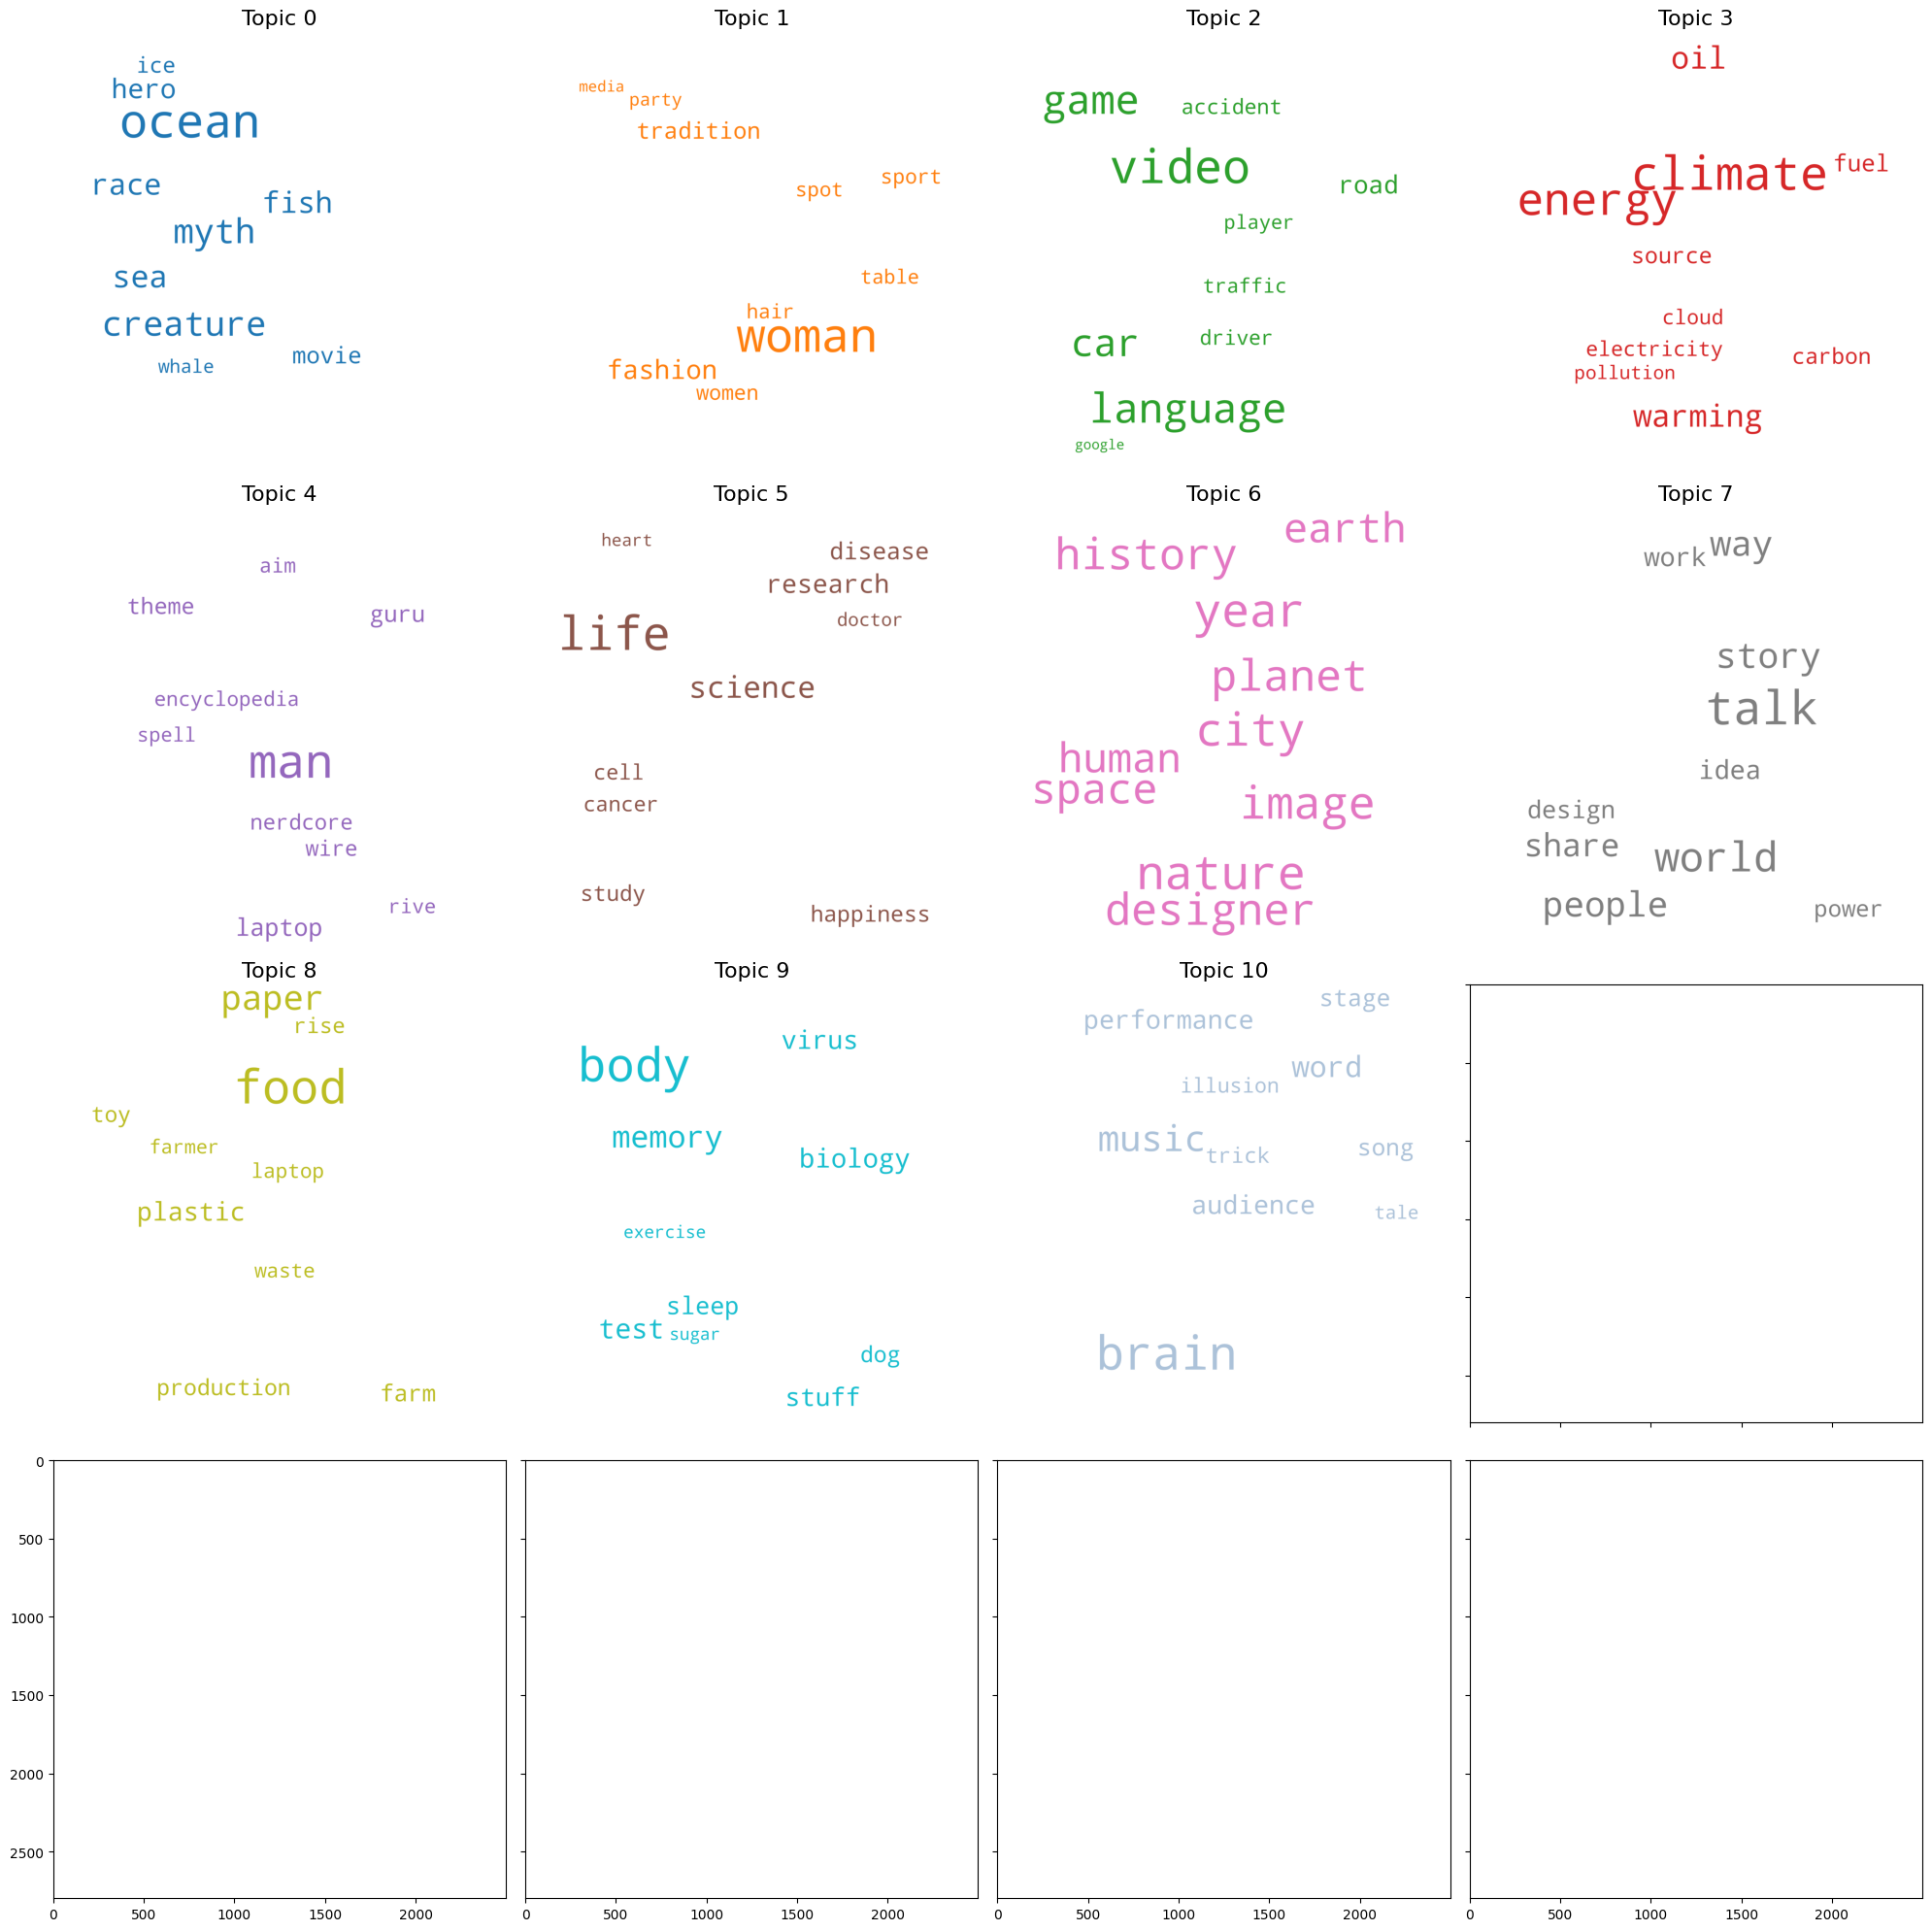 Topic 0
ice
hero
ocean
race
fish
myth
sea
creature
movie
whale
Topic 1
media
party
tradition
sport
spot
table
hair
woman
fashion
women
Topic 2
game
accident
video
road
player
traffic
driver
car
language
google
Topic 3
oil
climate
fuel
energy
source
cloud
electricity
carbon
pollution
warming
Topic 4
aim
theme
guru
encyclopedia
spell
man
nerdcore
wire
rive
laptop
Topic 5
heart
disease
research
doctor
life
science
cell
cancer
study
happiness
Topic 6
earth
history
year
planet
city
human
space
image
nature
designer
Topic 7
way
work
story
talk
idea
design
share
world
people
power
Topic 8
paper
rise
food
toy
farmer
laptop
plastic
waste
production
farm
Topic 9
virus
body
memory
biology
exercise
sleep
test
sugar
dog
stuff
Topic 10
stage
performance
word
illusion
music
trick
song
audience
tale
brain
0
500
1000
1500
2000
2500
0 500 1000 1500 2000
0 500 1000 1500 2000
0 500 1000 1500 2000
0 500 1000 1500 2000